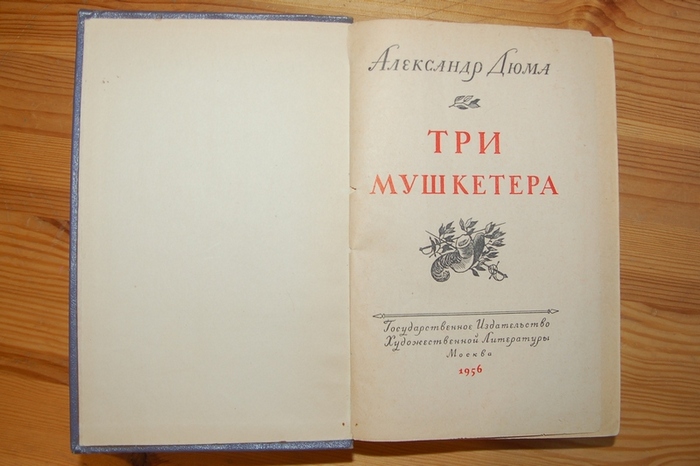 Александр Дюма
ТРИ
МУШКЕТЕРА
Государственное Издательство
Художественной Литературы
Москва
1956